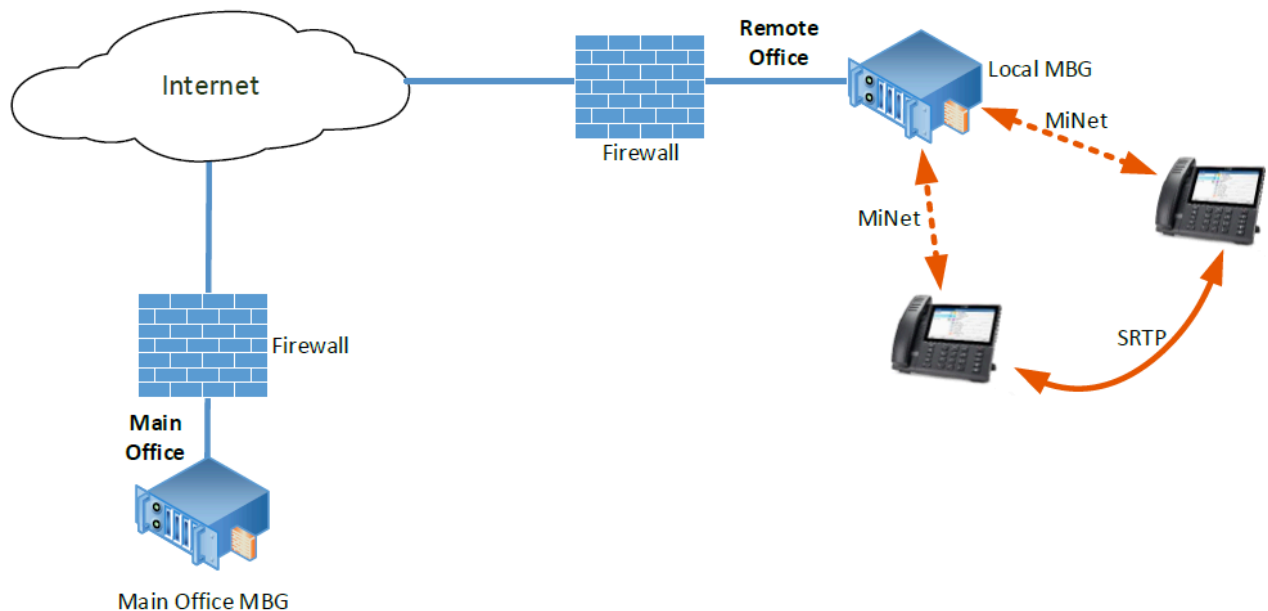 Internet
Remote
Office
Local MBG
Firewall
MiNet
MiNet
SRTP
Firewall
Main
Office
Main Office MBG